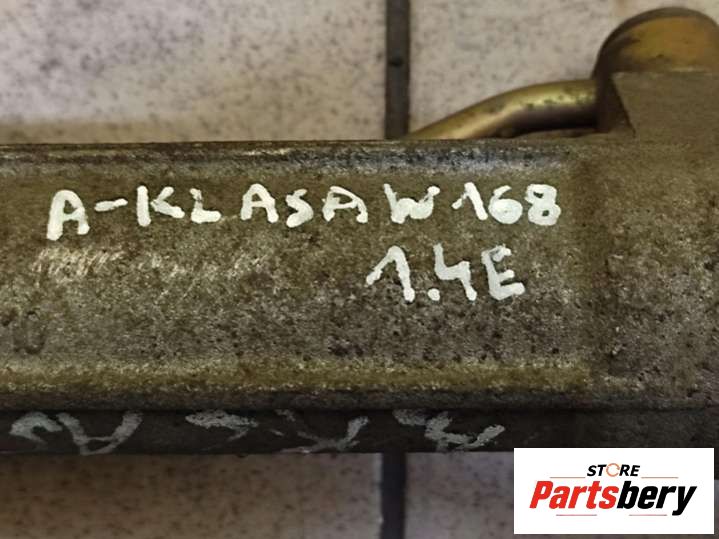 A-KLASA W168
1.4E
STORE
Partsbery